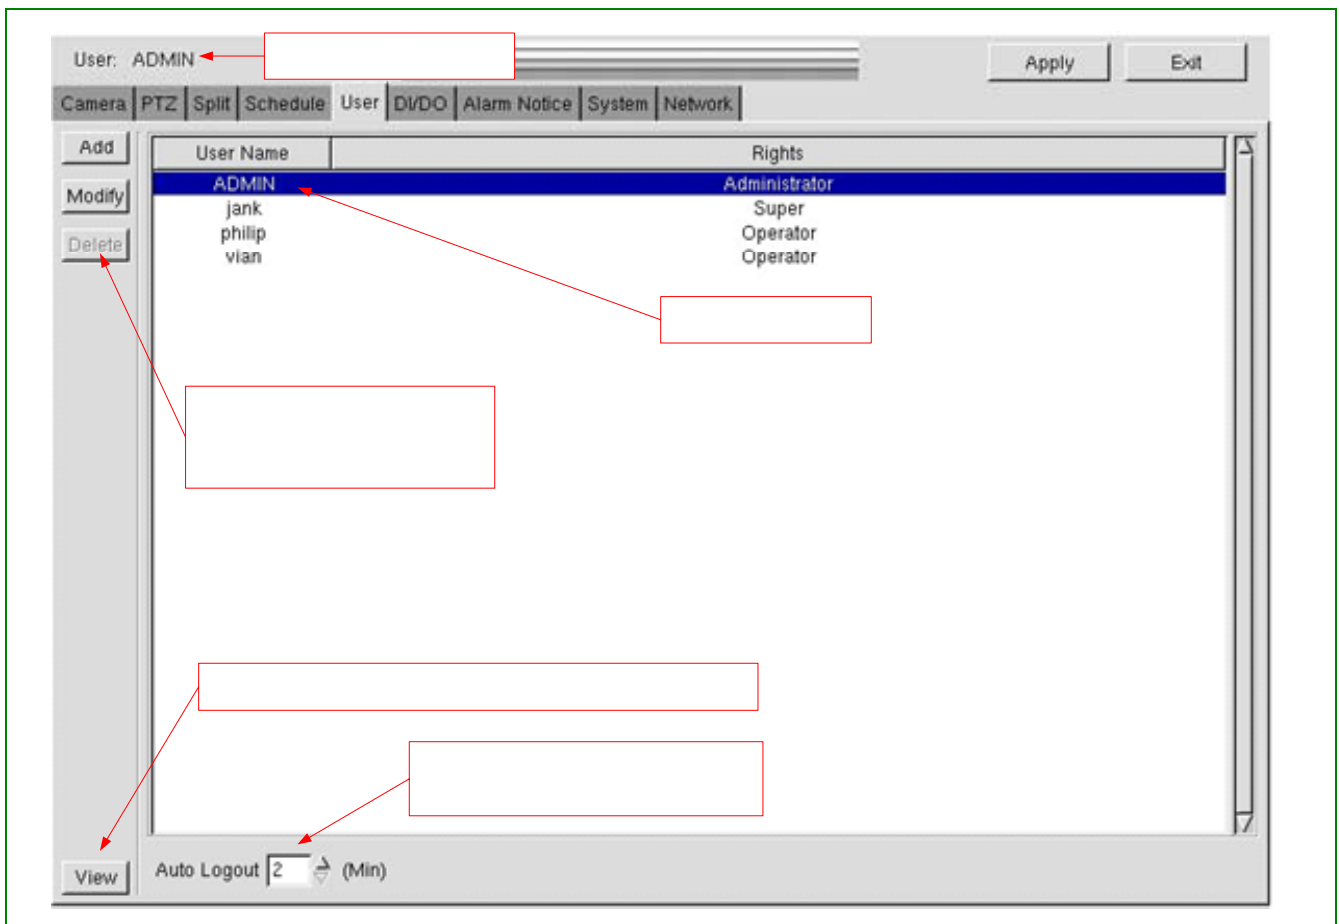 User: ADMIN
Apply Exit
Camera PTZ Split Schedule User DI/DO Alarm Notice System Network
Add
Modify
Delete
User Name Rights
ADMIN Administrator
jank Super
philip Operator
vian Operator
View
Auto Logout 2 (Min)